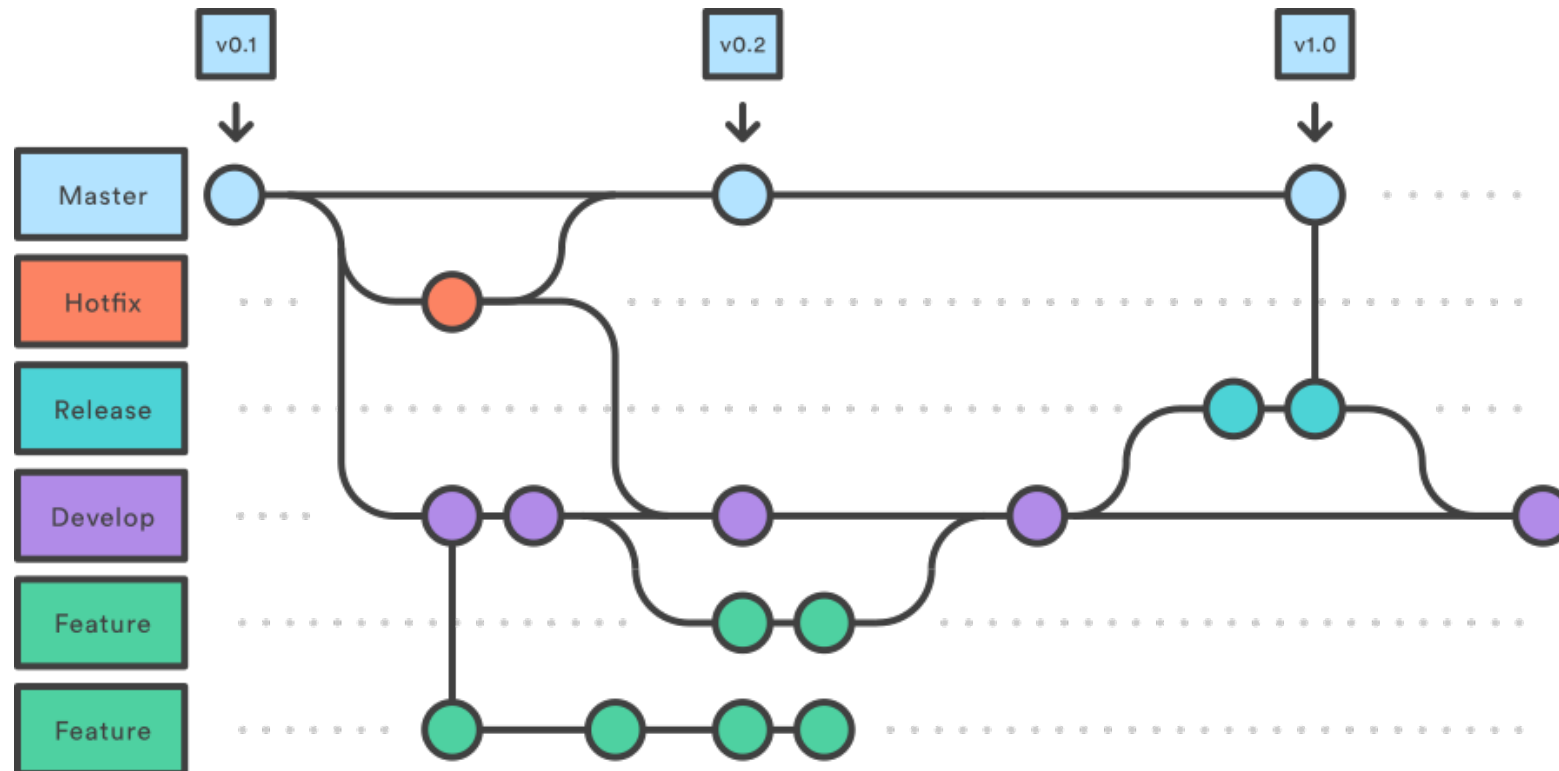 v0.1
v0.2
v1.0
Master
Hotfix
Release
Develop
Feature
Feature